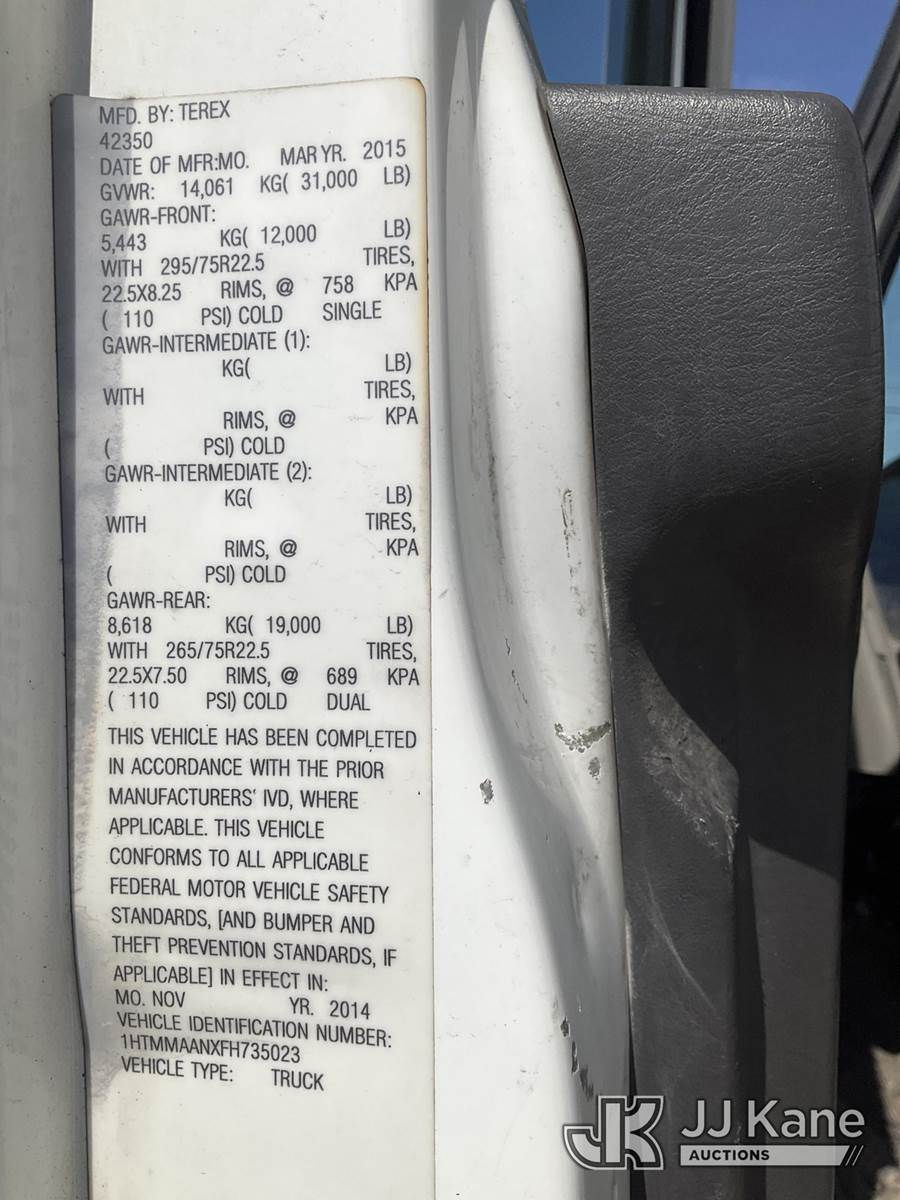 MFD. BY: TEREX
42350
DATE OF MFR:MO. MAR YR. 2015
GVWR: 14,061 KG( 31,000 LB)
GAWR-FRONT:
5,443 KG( 12,000 LB)
WITH 295/75R22.5 TIRES,
22.5X8.25 RIMS, @ 758 KPA
( 110 PSI) COLD SINGLE
GAWR-INTERMEDIATE (1):
KG( LB)
WITH TIRES,
RIMS, @ KPA
( PSI) COLD
GAWR-INTERMEDIATE (2):
KG( LB)
WITH TIRES,
RIMS, @ KPA
( PSI) COLD
GAWR-REAR:
8,618 KG( 19,000 LB)
WITH 265/75R22.5 TIRES,
22.5X7.50 RIMS, @ 689 KPA
( 110 PSI) COLD DUAL
THIS VEHICLE HAS BEEN COMPLETED
IN ACCORDANCE WITH THE PRIOR
MANUFACTURERS' IVD, WHERE
APPLICABLE. THIS VEHICLE
CONFORMS TO ALL APPLICABLE
FEDERAL MOTOR VEHICLE SAFETY
STANDARDS, [AND BUMPER AND
THEFT PREVENTION STANDARDS, IF
APPLICABLE] IN EFFECT IN:
MO. NOV YR. 2014
VEHICLE IDENTIFICATION NUMBER:
1HTMMAANXFH735023
VEHICLE TYPE: TRUCK
JK JJ Kane
AUCTIONS